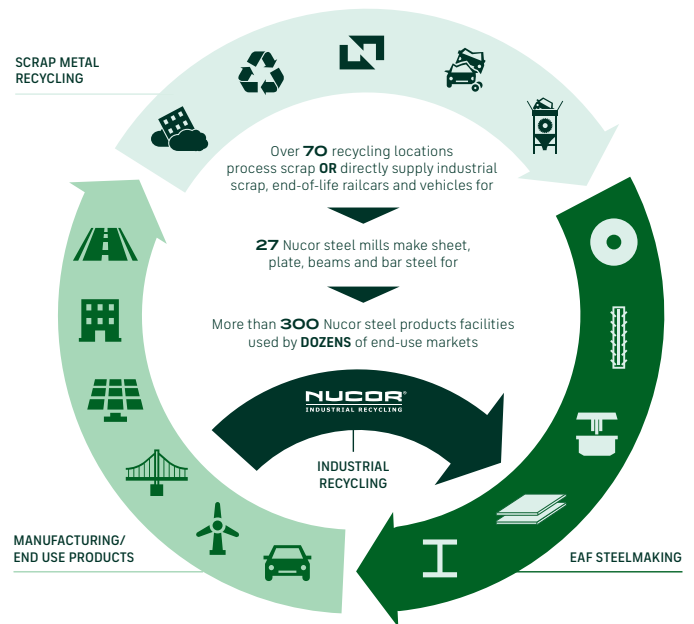 SCRAP METAL
RECYCLING
Over 70 recycling locations
process scrap OR directly supply industrial
scrap, end-of-life railcars and vehicles for
27 Nucor steel mills make sheet,
plate, beams and bar steel for
More than 300 Nucor steel products facilities
used by DOZENS of end-use markets
NUCOR®
INDUSTRIAL RECYCLING
INDUSTRIAL
RECYCLING
MANUFACTURING/
END USE PRODUCTS
EAF STEELMAKING